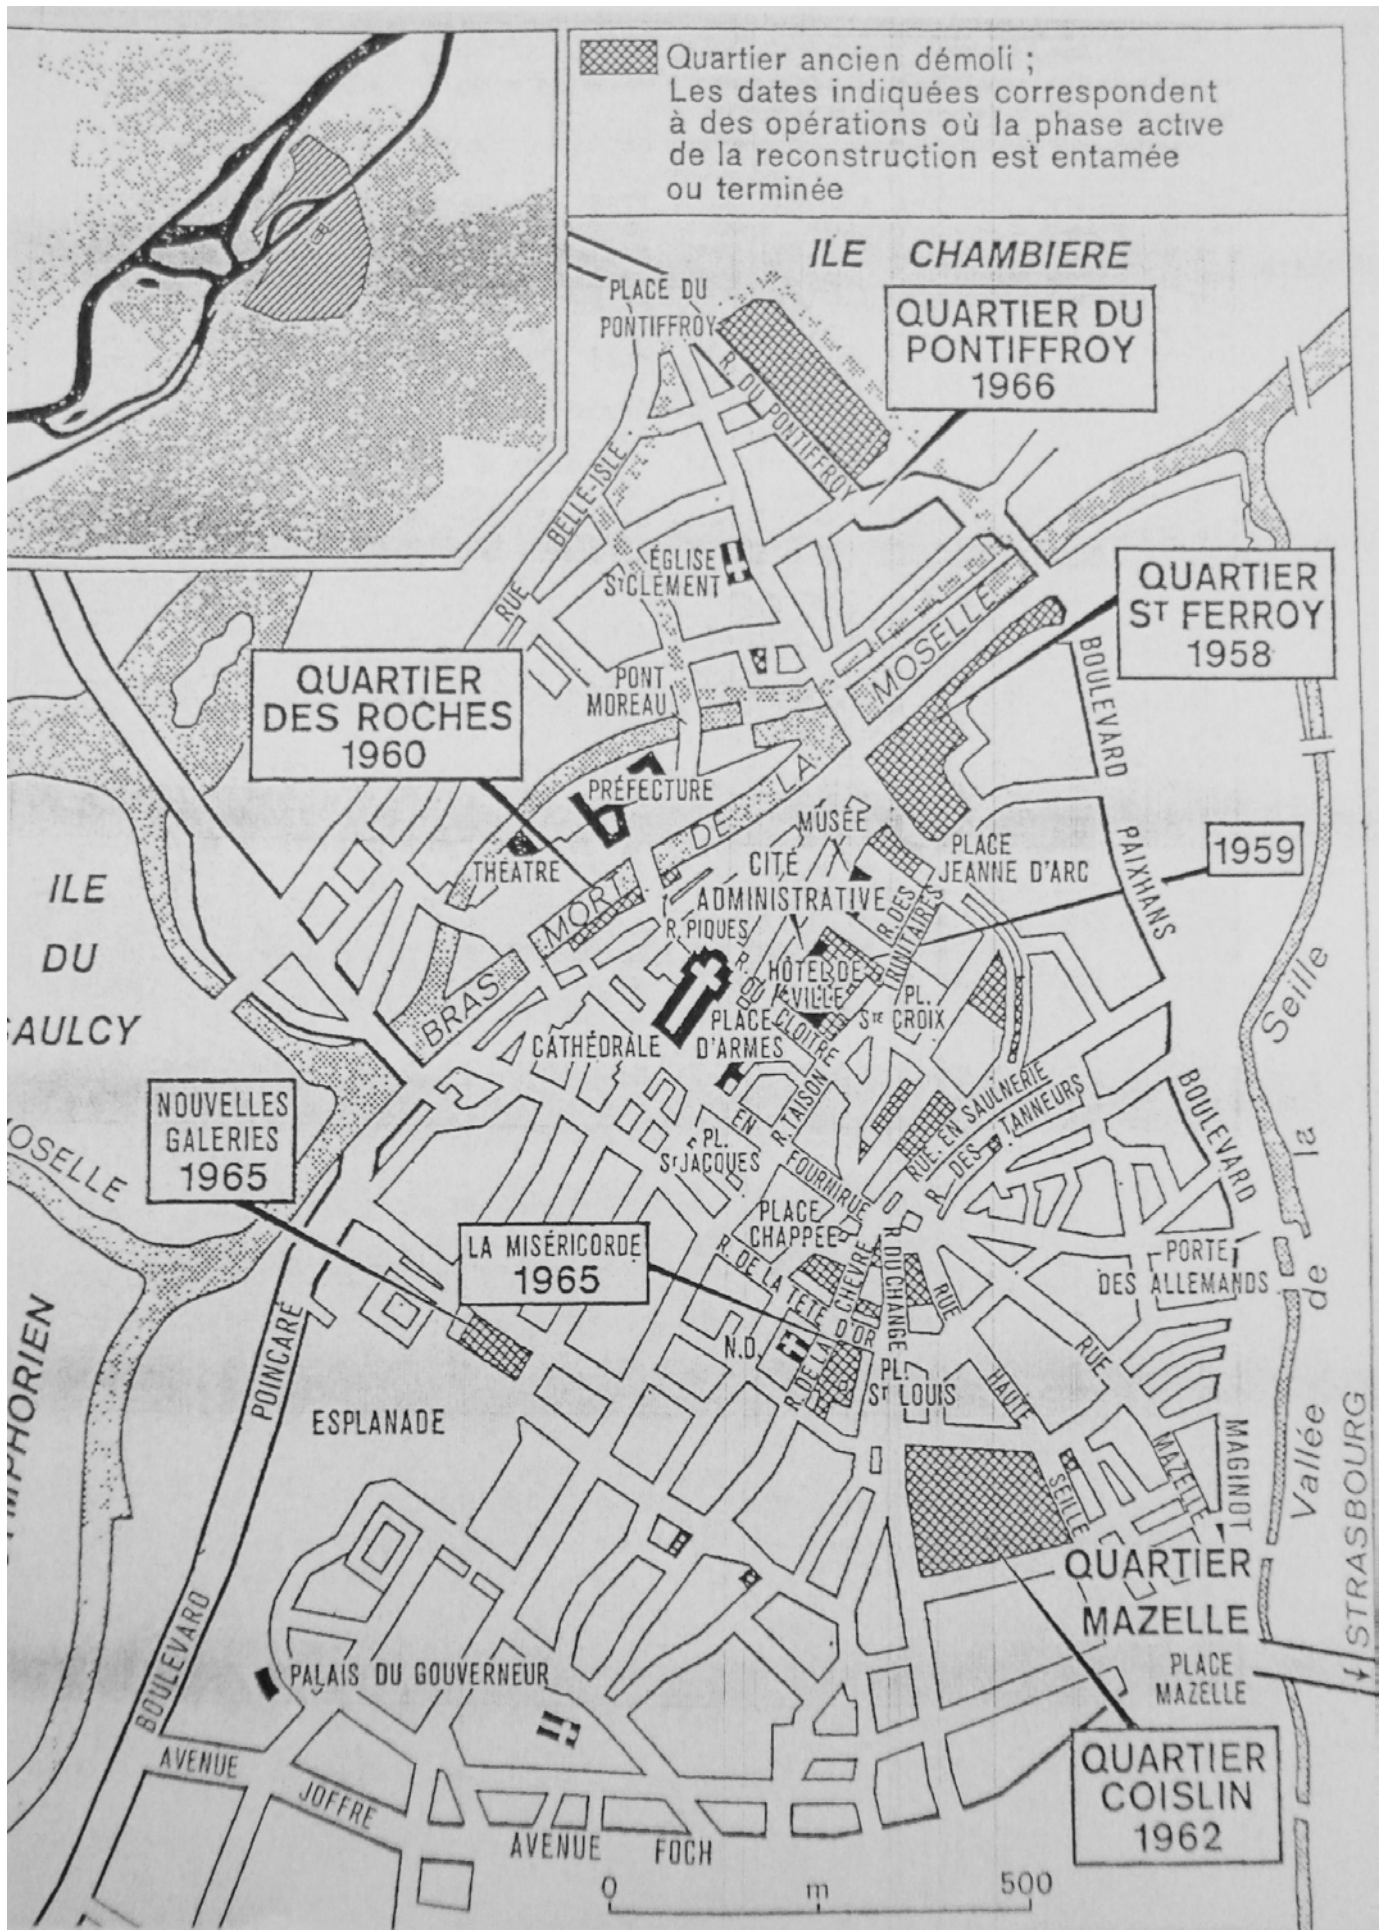 Quartier ancien démoli ;
Les dates indiquées correspondent
à des opérations où la phase active
de la reconstruction est entamée
ou terminée
ILE CHAMBIERE
PLACE DU
PONTIFFROY
QUARTIER DU
PONTIFFROY
1966
R. DU PONTIFFROY
RUE BELLE-ISLE
ÉGLISE
ST CLÉMENT
QUARTIER
ST FERROY
1958
QUARTIER
DES ROCHES
1960
PONT
MOREAU
BRAS MORT DE LA MOSELLE
BOULEVARD PAIXHANS
PRÉFECTURE
THÉATRE
MUSÉE
PLACE
JEANNE D'ARC
1959
CITÉ
ADMINISTRATIVE
R. DES TRINITAIRES
R. PIQUES
HÔTEL DE
VILLE
R. DU CLOITRE
PL.
STE CROIX
ILE
DU
SAULCY
CATHÉDRALE
PLACE
D'ARMES
Vallée de la Seille
NOUVELLES
GALERIES
1965
MOSELLE
PL.
ST JACQUES
R. TAISON
EN FOURNIRUE
RUE EN SAULNERIE
R. DES TANNEURS
BOULEVARD
PLACE
CHAPPÉE
LA MISÉRICORDE
1965
R. DE LA TÊTE D'OR
R. DE LA CHÈVRE
R. DU CHANGE
PORTE
DES ALLEMANDS
N.D.
PL.
ST LOUIS
RUE HAUTE SEILLE
RUE MAZELLE
MAGINOT
ESPLANADE
BOULEVARD POINCARÉ
MPHORIEN
STRASBOURG
QUARTIER
MAZELLE
PLACE
MAZELLE
PALAIS DU GOUVERNEUR
QUARTIER
COISLIN
1962
AVENUE JOFFRE
AVENUE FOCH
0 m 500